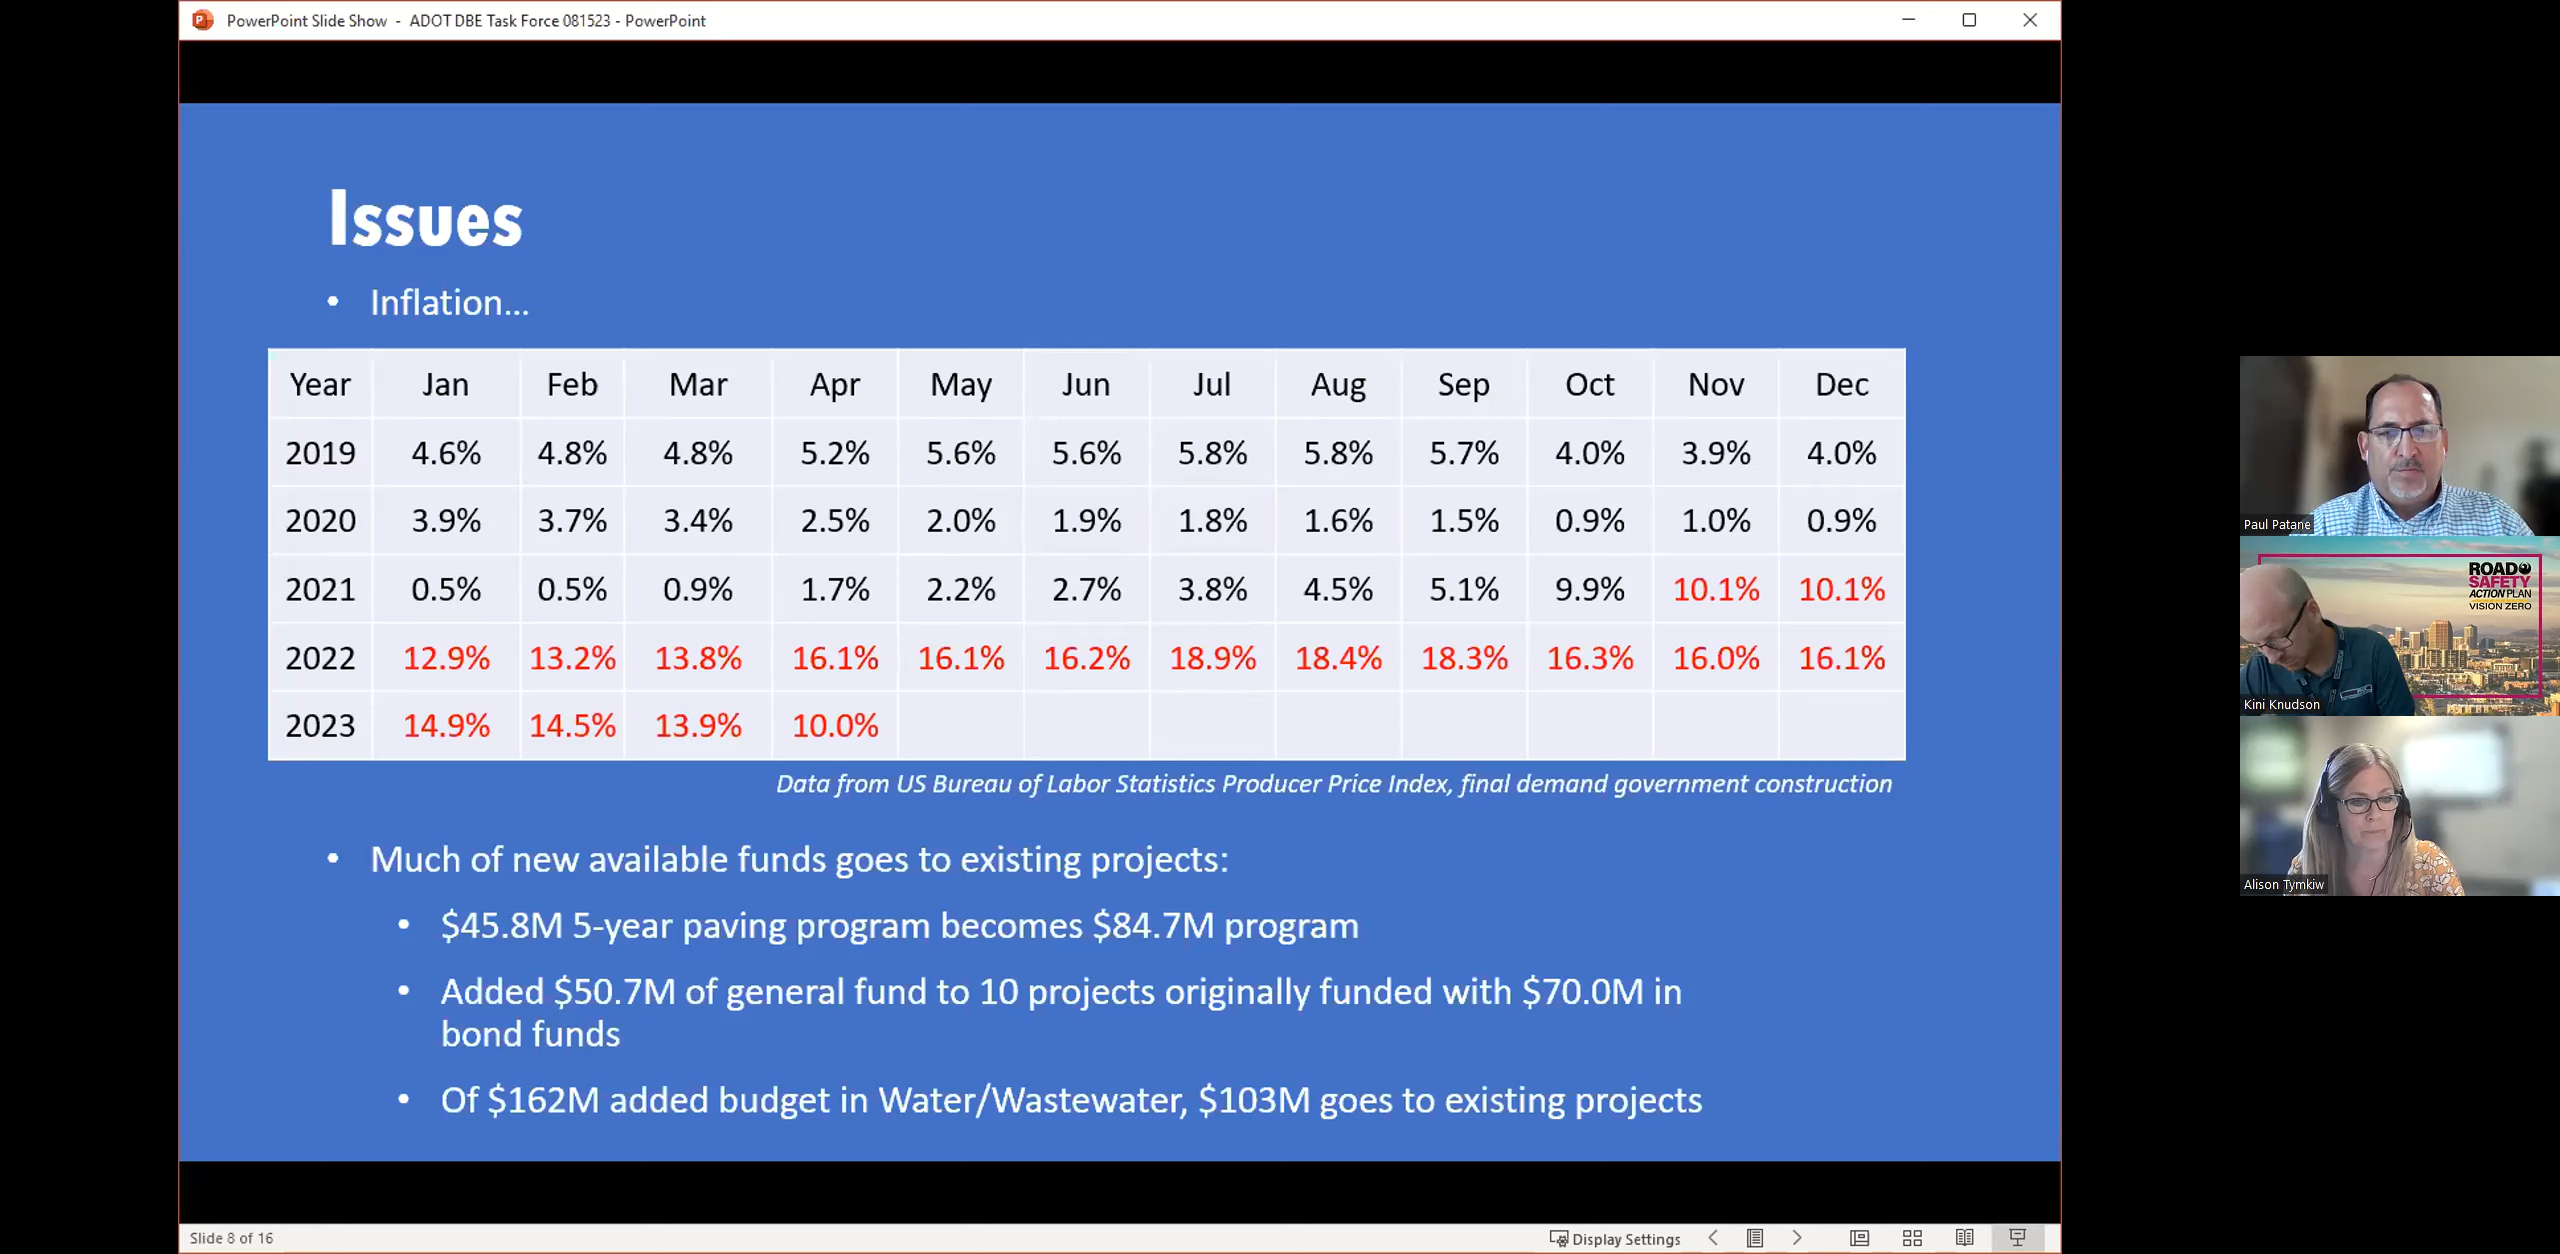 PowerPoint Slide Show - ADOT DBE Task Force 081523 - PowerPoint
Issues
• Inflation...
Year Jan Feb Mar Apr May Jun Jul Aug Sep Oct Nov Dec
2019 4.6% 4.8% 4.8% 5.2% 5.6% 5.6% 5.8% 5.8% 5.7% 4.0% 3.9% 4.0%
2020 3.9% 3.7% 3.4% 2.5% 2.0% 1.9% 1.8% 1.6% 1.5% 0.9% 1.0% 0.9%
2021 0.5% 0.5% 0.9% 1.7% 2.2% 2.7% 3.8% 4.5% 5.1% 9.9% 10.1% 10.1%
2022 12.9% 13.2% 13.8% 16.1% 16.1% 16.2% 18.9% 18.4% 18.3% 16.3% 16.0% 16.1%
2023 14.9% 14.5% 13.9% 10.0%
Data from US Bureau of Labor Statistics Producer Price Index, final demand government construction
• Much of new available funds goes to existing projects:
• $45.8M 5-year paving program becomes $84.7M program
• Added $50.7M of general fund to 10 projects originally funded with $70.0M in
bond funds
• Of $162M added budget in Water/Wastewater, $103M goes to existing projects
Slide 8 of 16
Display Settings
Paul Patane
ROAD
SAFETY
ACTION PLAN
VISION ZERO
Kini Knudson
Alison Tymkiw